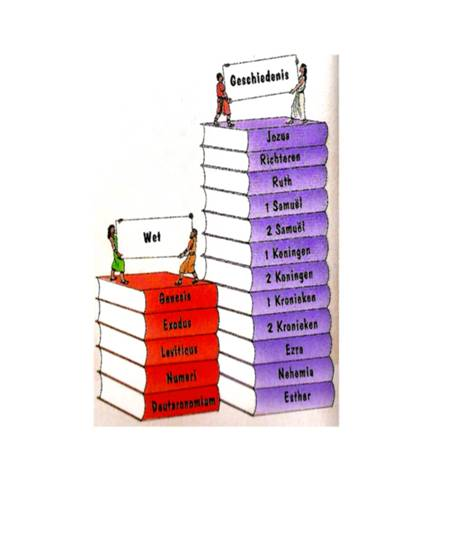 Geschiedenis
Jozua
Richteren
Ruth
1 Samuël
2 Samuël
1 Koningen
2 Koningen
1 Kronieken
2 Kronieken
Ezra
Nehemia
Esther
Wet
Genesis
Exodus
Leviticus
Numeri
Deuteronomium